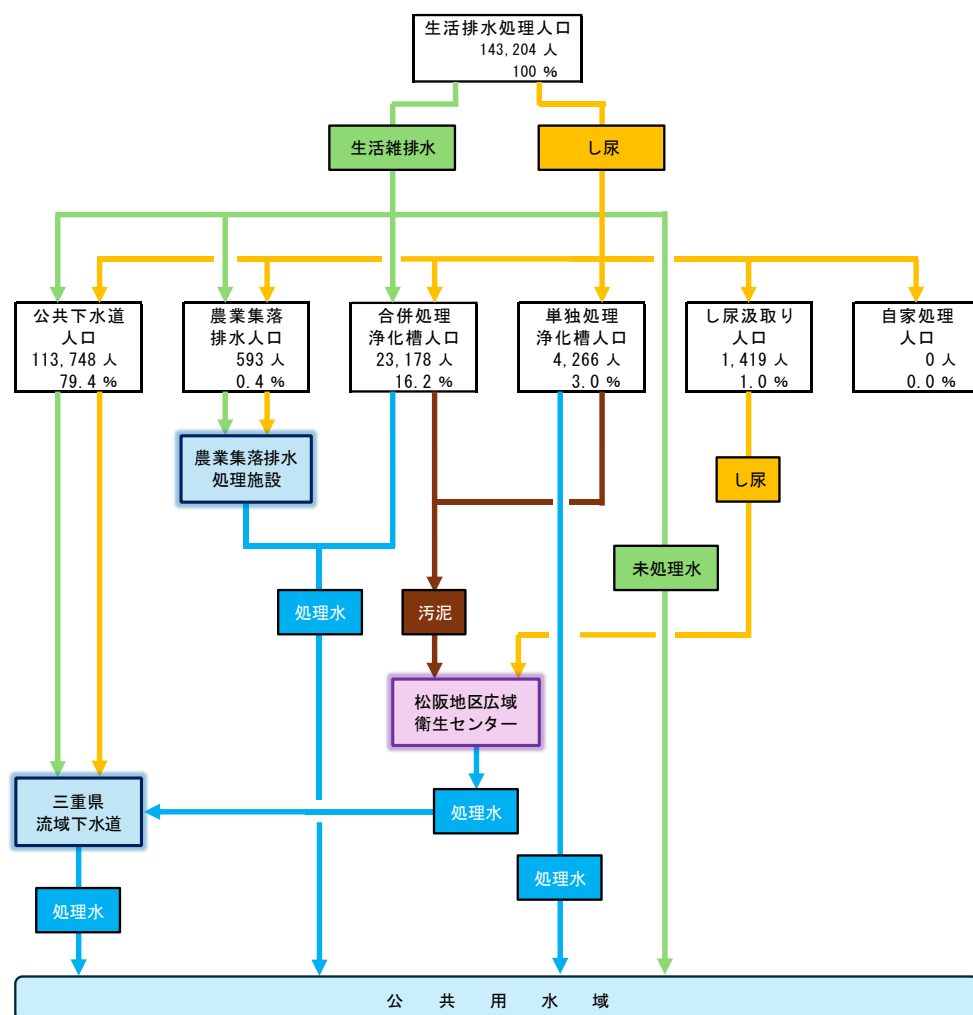 生活排水処理人口
143,204 人
100 %
生活雑排水
し尿
公共下水道
人口
113,748 人
79.4 %
農業集落
排水人口
593 人
0.4 %
合併処理
浄化槽人口
23,178 人
16.2 %
単独処理
浄化槽人口
4,266 人
3.0 %
し尿汲取り
人口
1,419 人
1.0 %
自家処理
人口
0 人
0.0 %
農業集落排水
処理施設
し尿
未処理水
処理水
汚泥
松阪地区広域
衛生センター
三重県
流域下水道
処理水
処理水
処理水
公 共 用 水 域